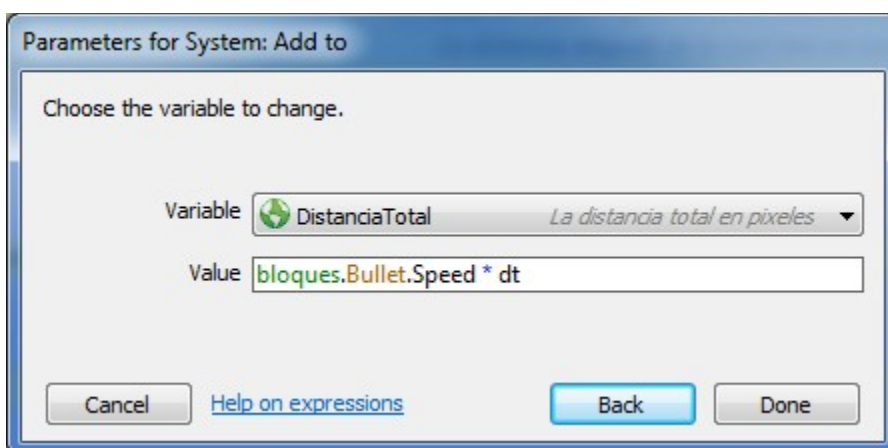 Parameters for System: Add to
Choose the variable to change.
Variable DistanciaTotal La distancia total en pixeles
Value bloques.Bullet.Speed * dt
Cancel Help on expressions Back Done